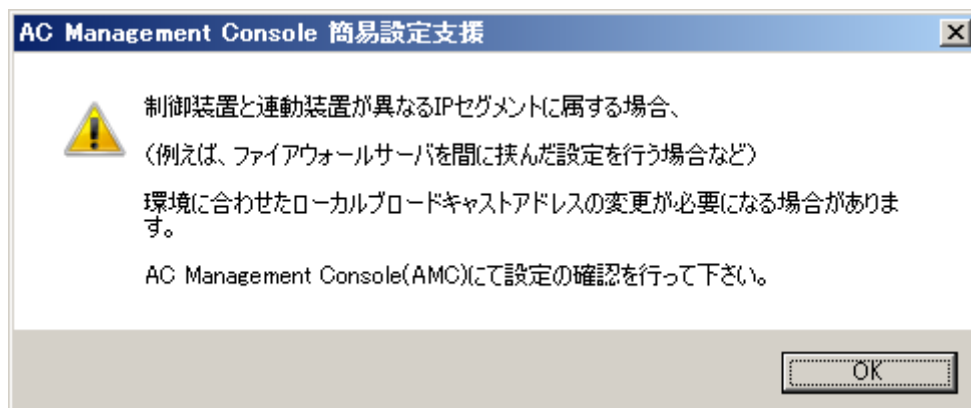 AC Management Console 簡易設定支援
制御装置と連動装置が異なるIPセグメントに属する場合、
（例えば、ファイアウォールサーバを間に挟んだ設定を行う場合など）
環境に合わせたローカルブロードキャストアドレスの変更が必要になる場合がありま
す。
AC Management Console(AMC)にて設定の確認を行って下さい。
OK